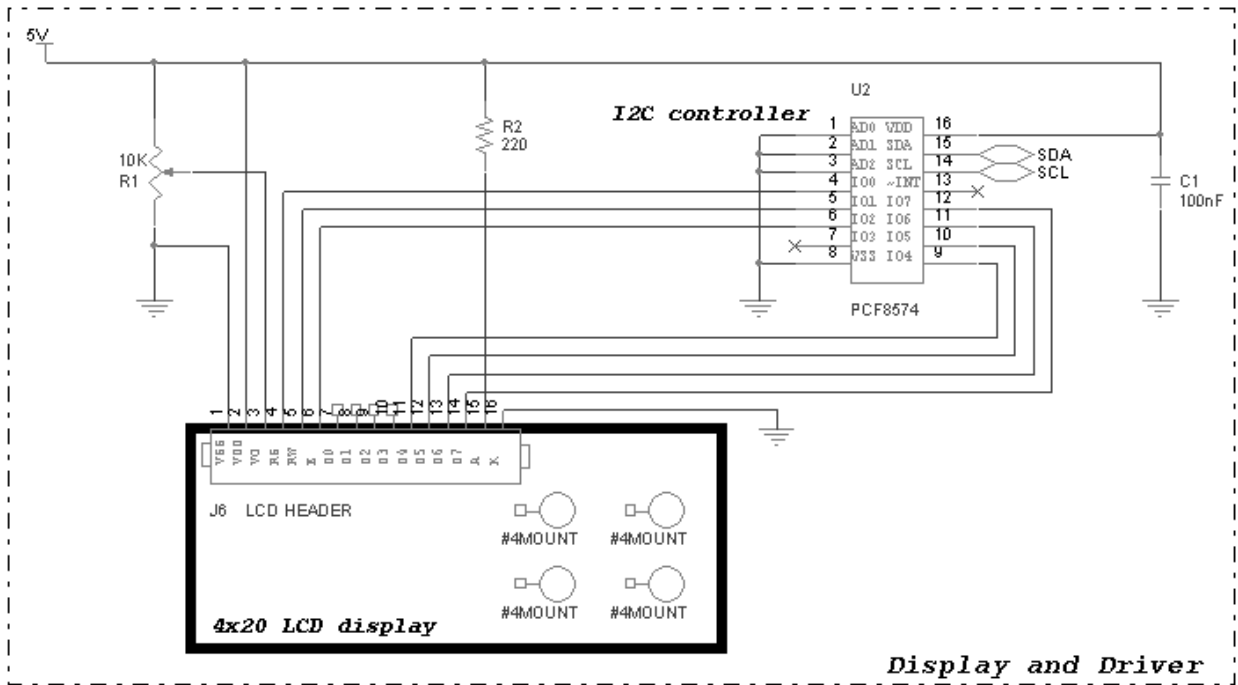 5V
U2
I2C controller
R2
220
10K
R1
1 AD0 VDD 16
2 AD1 SDA 15
3 AD2 SCL 14
4 IO0 ~INT 13
5 IO1 IO7 12
6 IO2 IO6 11
7 IO3 IO5 10
8 VSS IO4 9
SDA
SCL
C1
100nF
PCF8574
1 2 3 4 5 6 7 8 9 10 11 12 13 14 15 16
VSS VDD VO RS RW E D0 D1 D2 D3 D4 D5 D6 D7 A K
J6 LCD HEADER
#4MOUNT #4MOUNT
#4MOUNT #4MOUNT
4x20 LCD display
Display and Driver